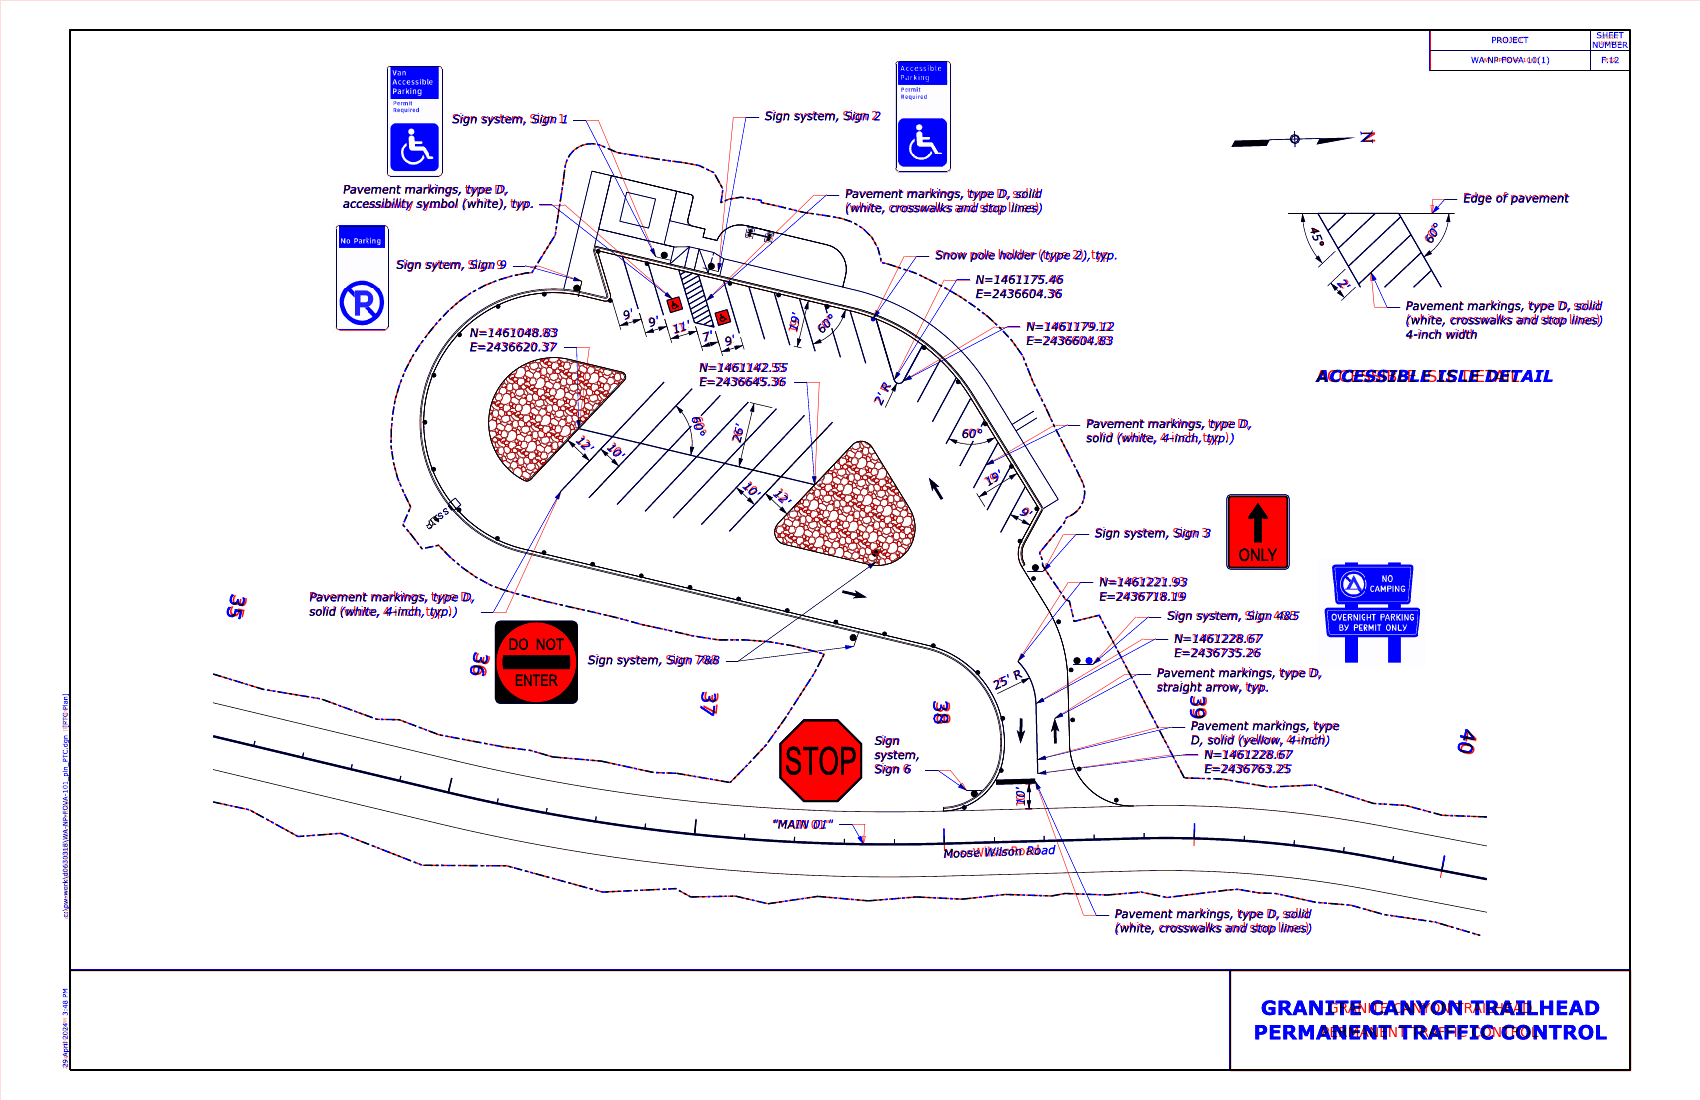 PROJECT
SHEET
NUMBER
WA-NP-FOVA-10(1)
F.12
Van
Accessible
Parking
Permit
Required
Accessible
Parking
Permit
Required
Sign system, Sign 1
Sign system, Sign 2
N
Pavement markings, type D,
accessibility symbol (white), typ.
Pavement markings, type D, solid
(white, crosswalks and stop lines)
Edge of pavement
45°
60°
2'
No Parking
P
Sign sytem, Sign 9
Snow pole holder (type 2), typ.
N=1461175.46
E=2436604.36
Pavement markings, type D, solid
(white, crosswalks and stop lines)
4-inch width
9'
9'
11'
7'
9'
19'
60°
N=1461179.12
E=2436604.83
N=1461048.83
E=2436620.37
N=1461142.55
E=2436645.36
ACCESSIBLE ISLE DETAIL
2' R
60°
26'
12'
10'
10'
12'
60°
19'
9'
Pavement markings, type D,
solid (white, 4-inch, typ.)
Sign system, Sign 3
ONLY
NO
CAMPING
OVERNIGHT PARKING
BY PERMIT ONLY
N=1461221.93
E=2436718.19
Pavement markings, type D,
solid (white, 4-inch, typ.)
Sign system, Sign 4&5
N=1461228.67
E=2436735.26
DO NOT
ENTER
Sign system, Sign 7&8
25' R
Pavement markings, type D,
straight arrow, typ.
35
36
37
38
39
40
Pavement markings, type
D, solid (yellow, 4-inch)
N=1461228.67
E=2436763.25
STOP
Sign
system,
Sign 6
10'
"MAIN 01"
Moose Wilson Road
Pavement markings, type D, solid
(white, crosswalks and stop lines)
GRANITE CANYON TRAILHEAD
PERMANENT TRAFFIC CONTROL
29 April 2024 3:48 PM